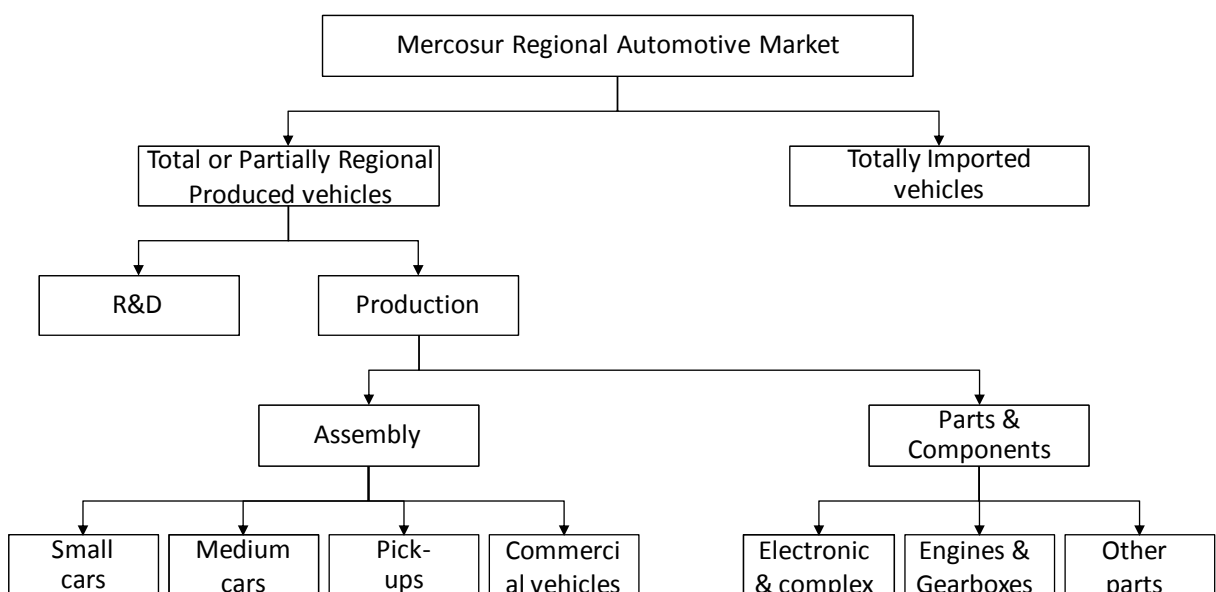 Mercosur Regional Automotive Market
Total or Partially Regional
Produced vehicles
Totally Imported
vehicles
R&D
Production
Assembly
Parts &
Components
Small
cars
Medium
cars
Pick-
ups
Commerci
al vehicles
Electronic
& complex
Engines &
Gearboxes
Other
parts